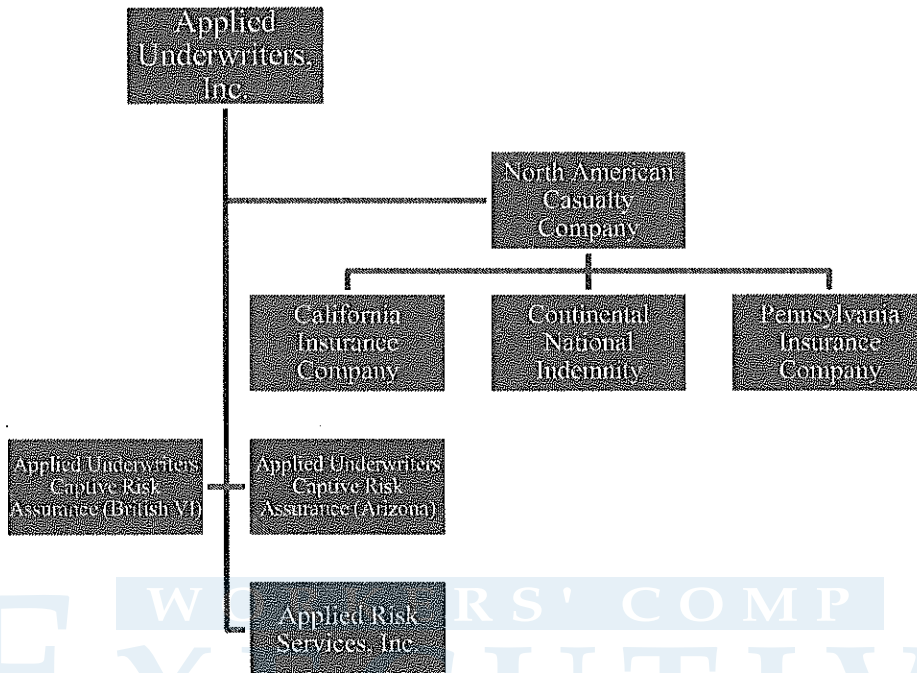 Applied
Underwriters,
Inc.
North American
Casualty
Company
California
Insurance
Company
Continental
National
Indemnity
Pennsylvania
Insurance
Company
Applied Underwriters
Captive Risk
Assurance (British VI)
Applied Underwriters
Captive Risk
Assurance (Arizona)
WORKERS' COMP
Applied Risk
Services, Inc.